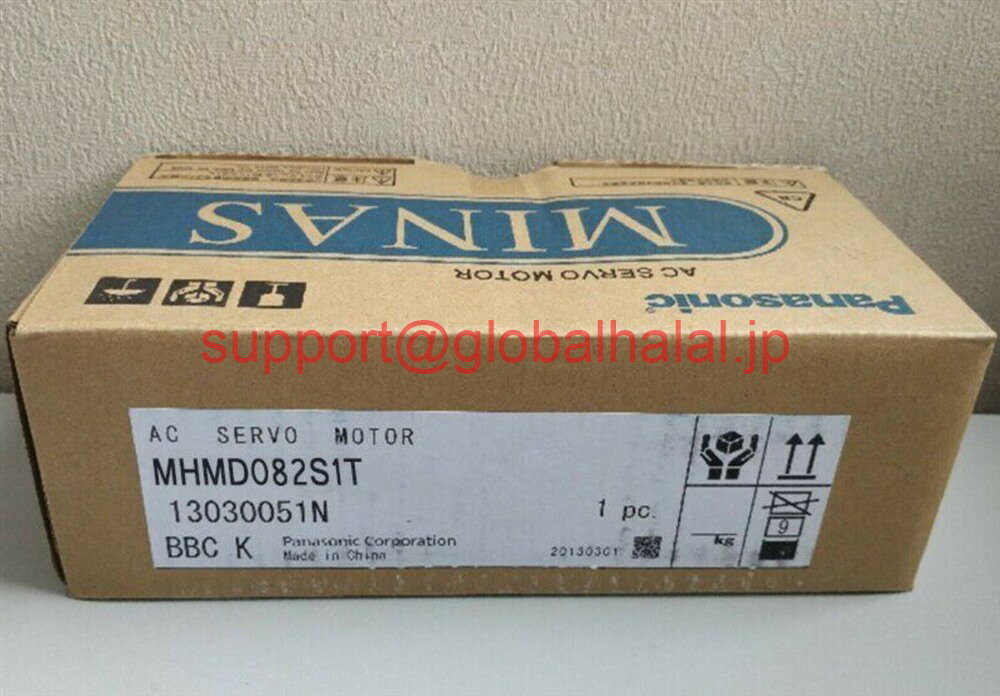 MINAS
AC SERVO MOTOR
Panasonic
support@globalhalal.jp
AC SERVO MOTOR
MHMD082S1T
13030051N
1 pc.
BBC K
Panasonic Corporation
Made in China
20130301
kg
9